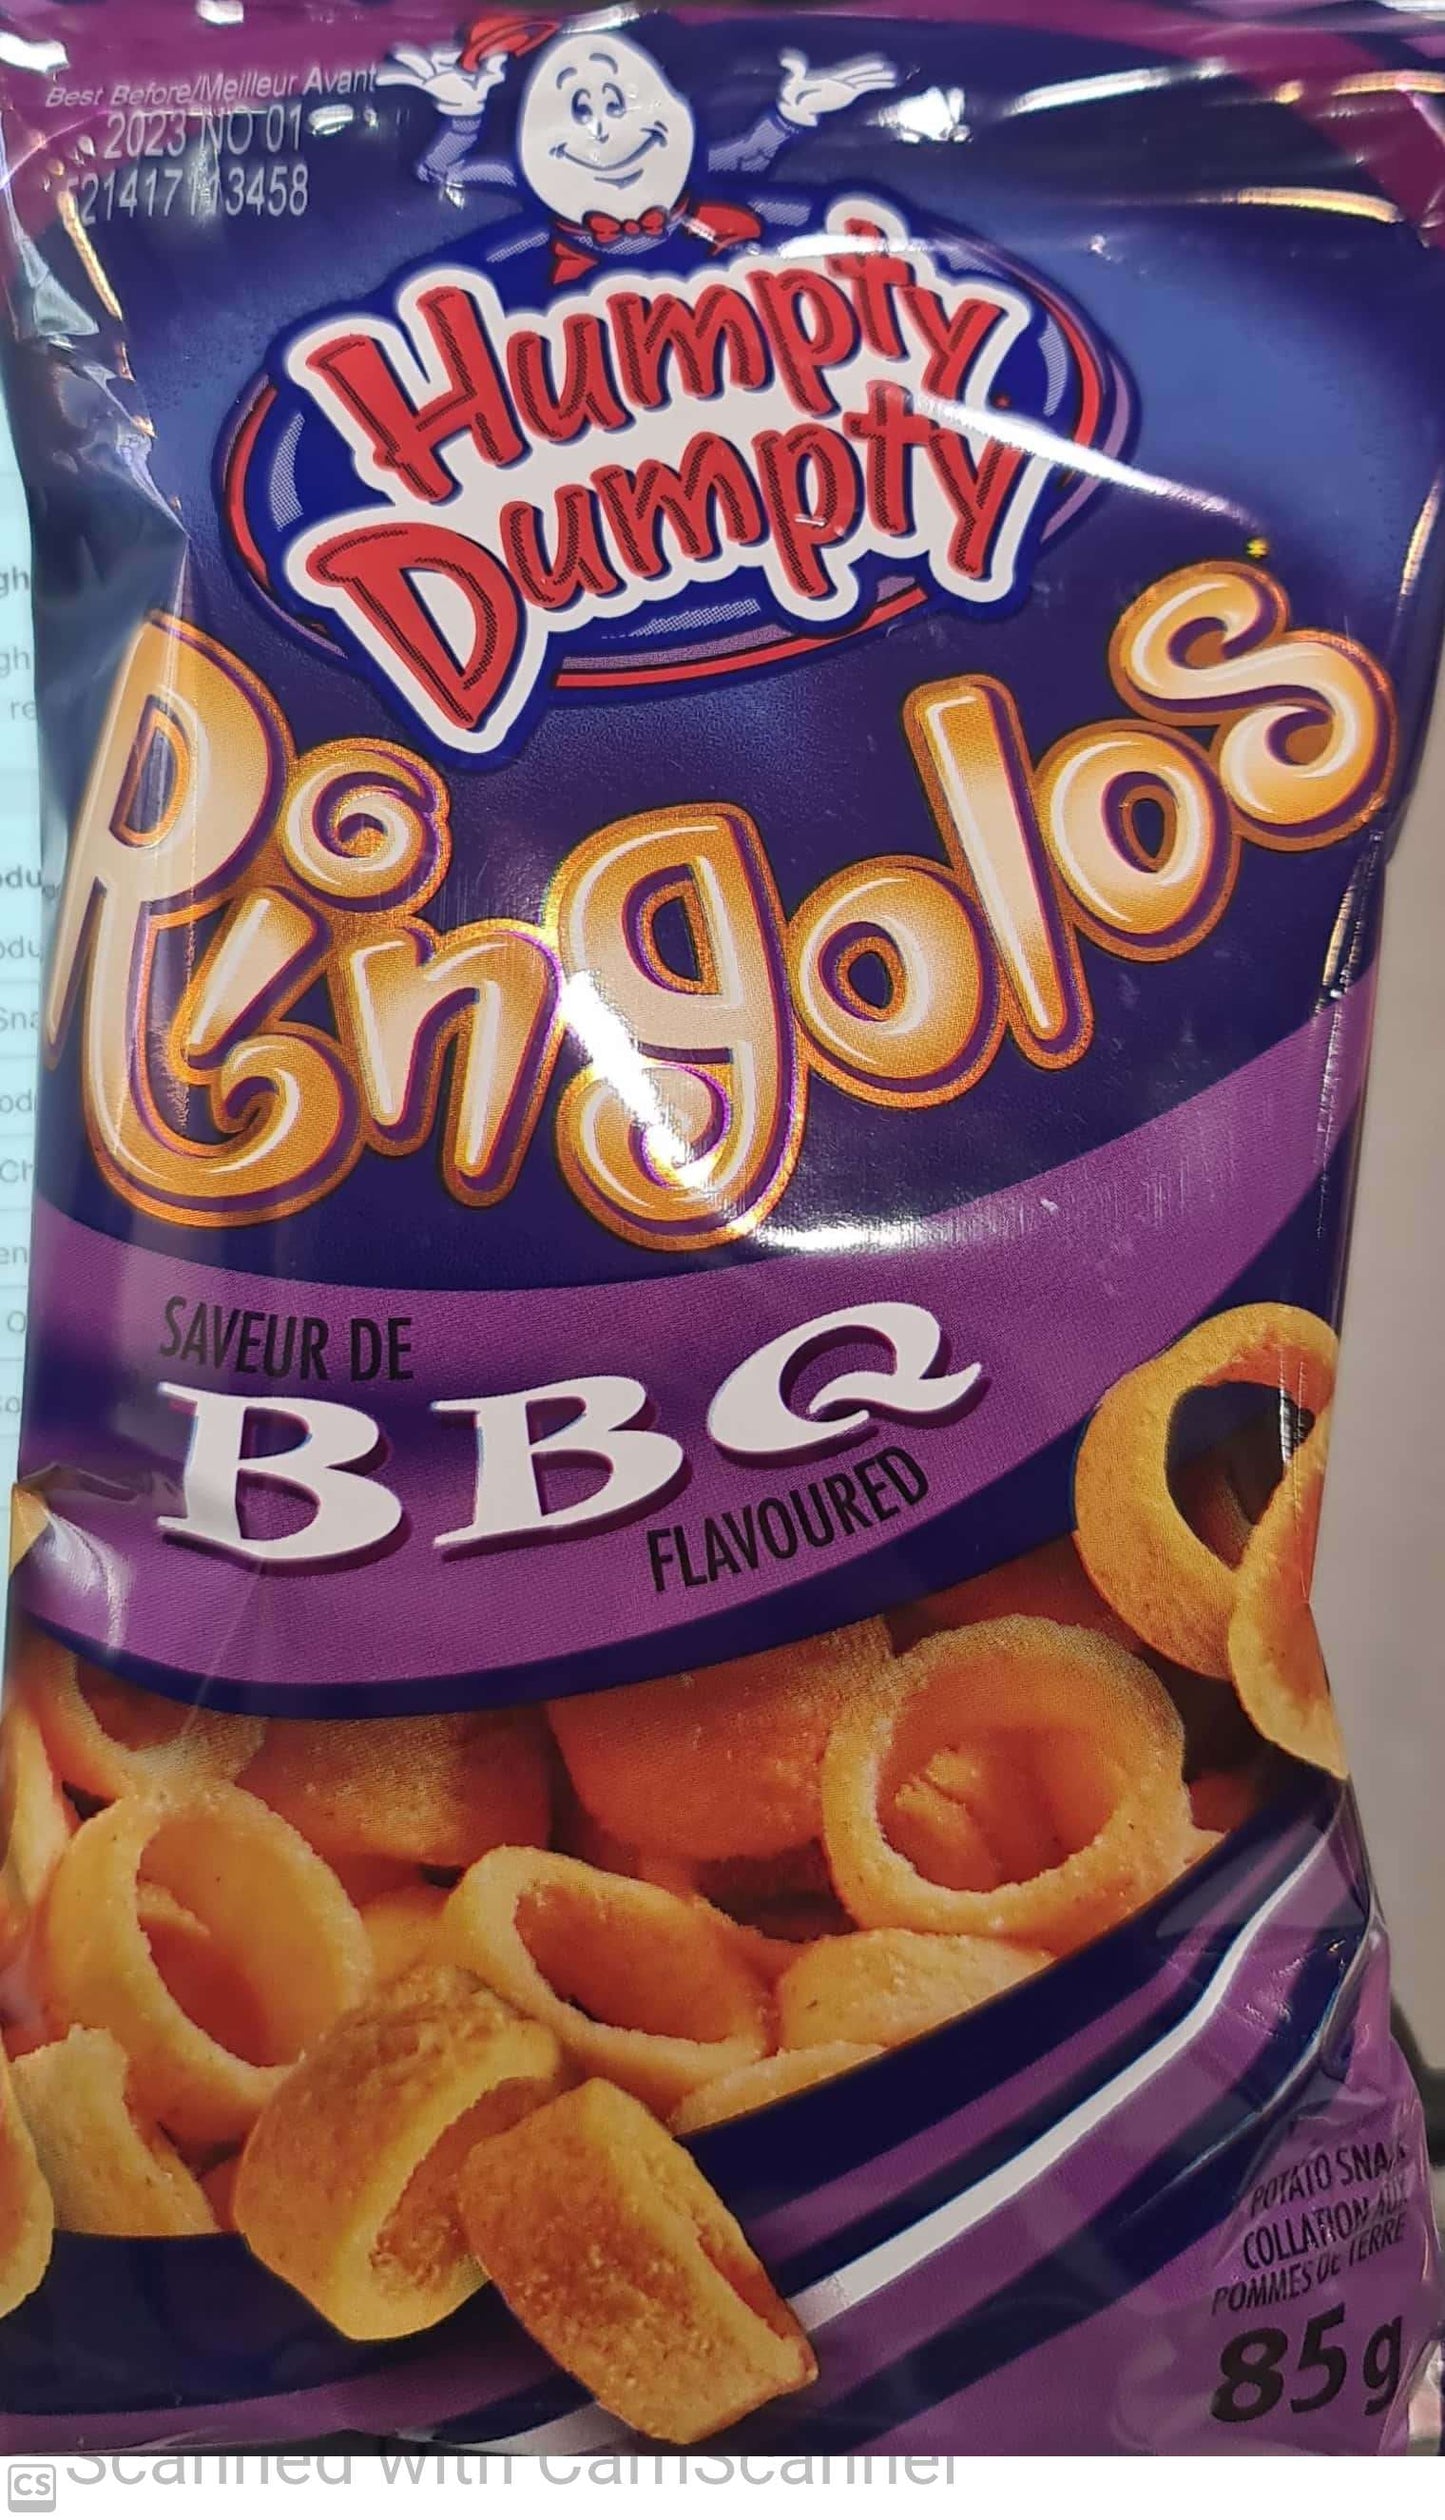 Best Before/Meilleur Avant
2023 NO 01
Humpty
Dumpty
Ringolos
SAVEUR DE
BBQ
FLAVOURED
POTATO SNACK
COLLATION AUX
POMMES DE TERRE
85g
CS Scanned with CamScanner